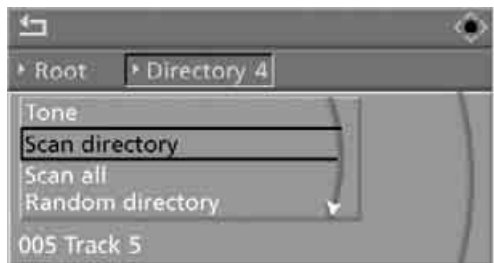 Root Directory 4
Tone
Scan directory
Scan all
Random directory
005 Track 5